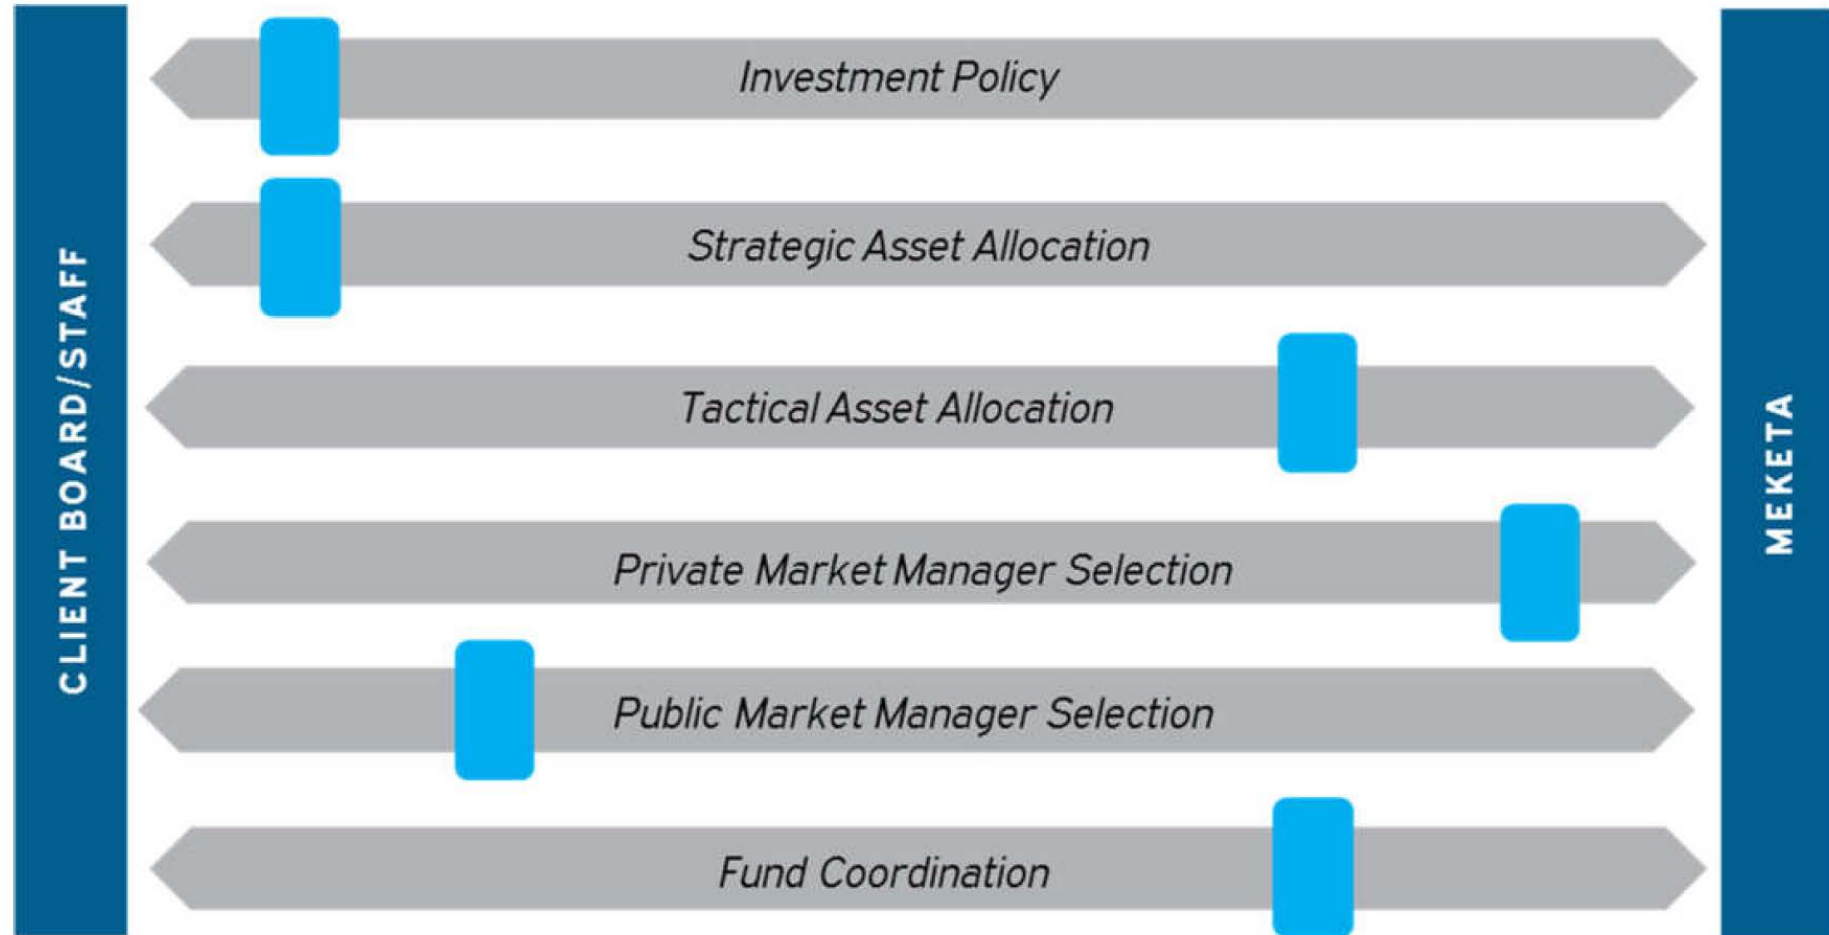 CLIENT BOARD/STAFF
Investment Policy
Strategic Asset Allocation
Tactical Asset Allocation
Private Market Manager Selection
Public Market Manager Selection
Fund Coordination
MEKETA